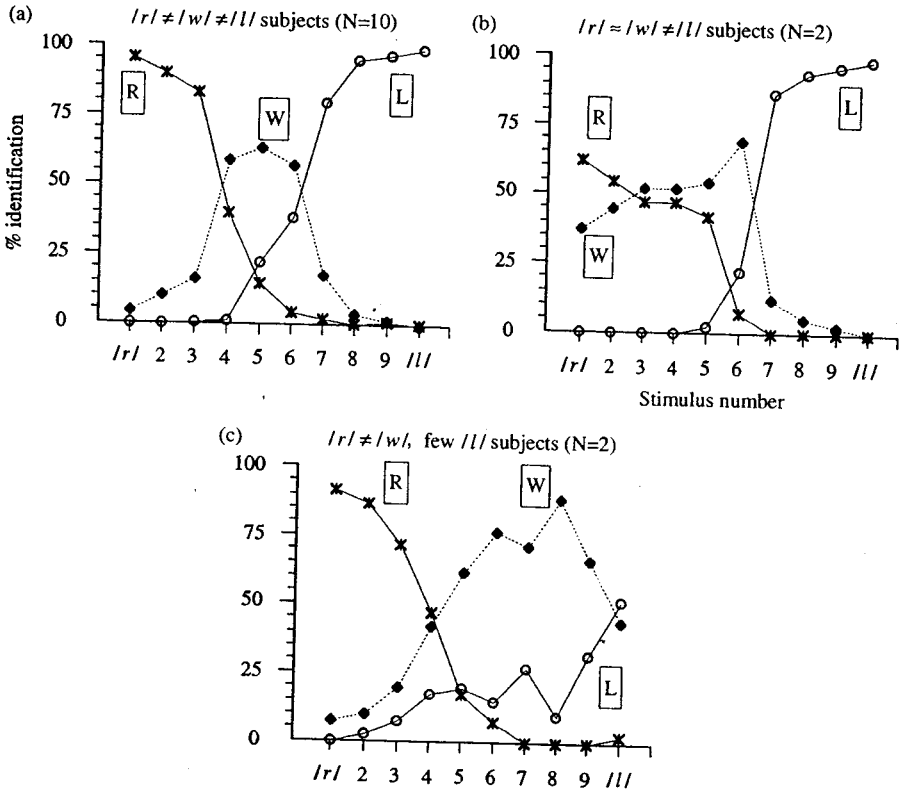 (a)
/r/ ≠ /w/ ≠ /l/ subjects (N=10)
100
75
50
25
0
% identification
R
W
L
/r/ 2 3 4 5 6 7 8 9 /l/
(b)
/r/ ≈ /w/ ≠ /l/ subjects (N=2)
100
75
50
25
0
R
W
L
/r/ 2 3 4 5 6 7 8 9 /l/
Stimulus number
(c)
/r/ ≠ /w/, few /l/ subjects (N=2)
100
75
50
25
0
R
W
L
/r/ 2 3 4 5 6 7 8 9 /l/